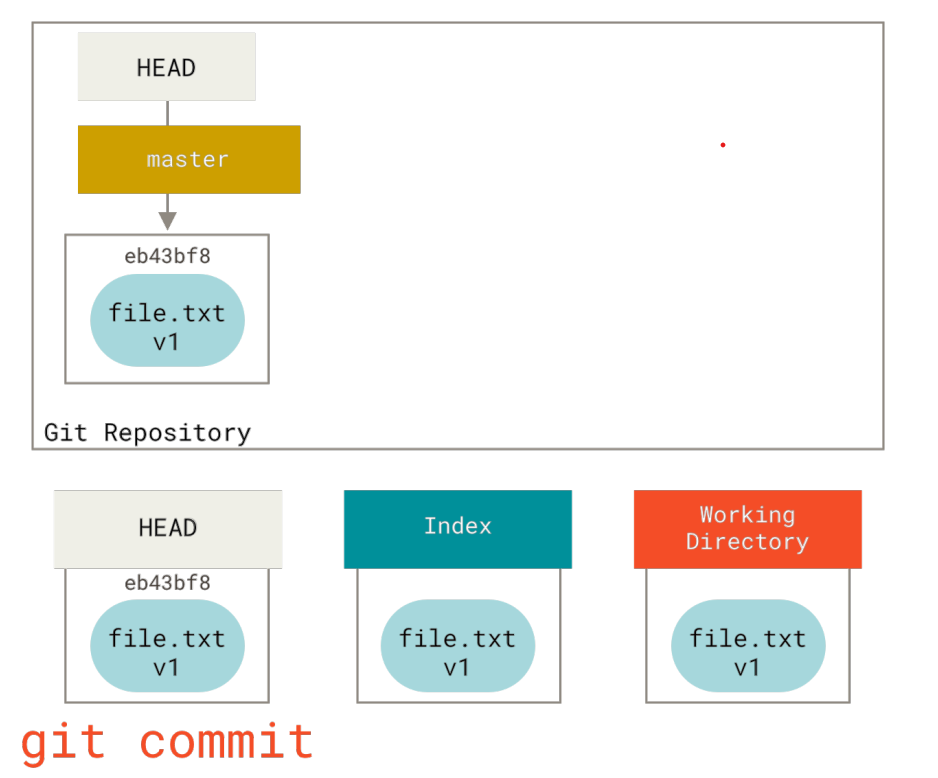 HEAD
master
eb43bf8
file.txt
v1
Git Repository
HEAD
eb43bf8
file.txt
v1
Index
file.txt
v1
Working
Directory
file.txt
v1
git commit